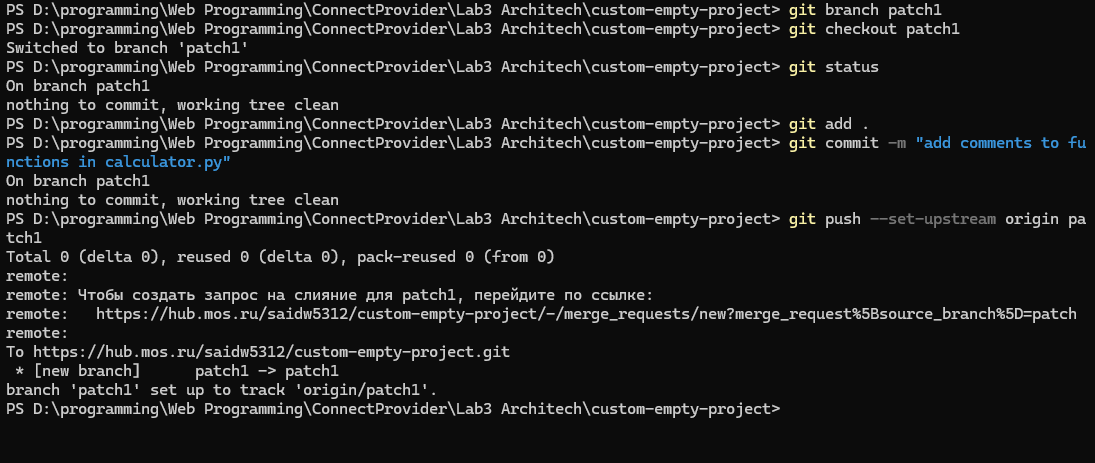 PS D:\programming\Web Programming\ConnectProvider\Lab3 Architech\custom-empty-project> git branch patch1
PS D:\programming\Web Programming\ConnectProvider\Lab3 Architech\custom-empty-project> git checkout patch1
Switched to branch 'patch1'
PS D:\programming\Web Programming\ConnectProvider\Lab3 Architech\custom-empty-project> git status
On branch patch1
nothing to commit, working tree clean
PS D:\programming\Web Programming\ConnectProvider\Lab3 Architech\custom-empty-project> git add .
PS D:\programming\Web Programming\ConnectProvider\Lab3 Architech\custom-empty-project> git commit -m "add comments to fu
nctions in calculator.py"
On branch patch1
nothing to commit, working tree clean
PS D:\programming\Web Programming\ConnectProvider\Lab3 Architech\custom-empty-project> git push --set-upstream origin pa
tch1
Total 0 (delta 0), reused 0 (delta 0), pack-reused 0 (from 0)
remote:
remote: Чтобы создать запрос на слияние для patch1, перейдите по ссылке:
remote:   https://hub.mos.ru/saidw5312/custom-empty-project/-/merge_requests/new?merge_request%5Bsource_branch%5D=patch
remote:
To https://hub.mos.ru/saidw5312/custom-empty-project.git
 * [new branch]      patch1 -> patch1
branch 'patch1' set up to track 'origin/patch1'.
PS D:\programming\Web Programming\ConnectProvider\Lab3 Architech\custom-empty-project>